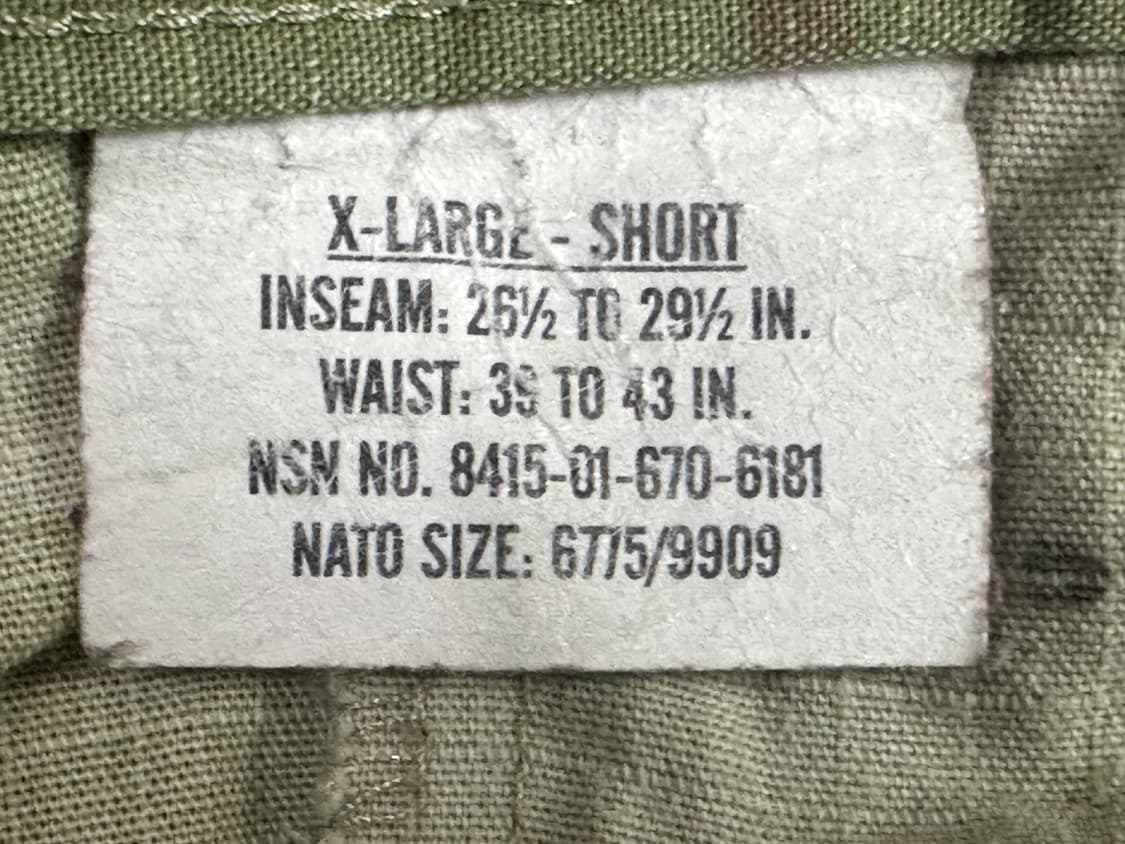 X-LARGE - SHORT
INSEAM: 26½ TO 29½ IN.
WAIST: 39 TO 43 IN.
NSN NO. 8415-01-670-6181
NATO SIZE: 6775/9909